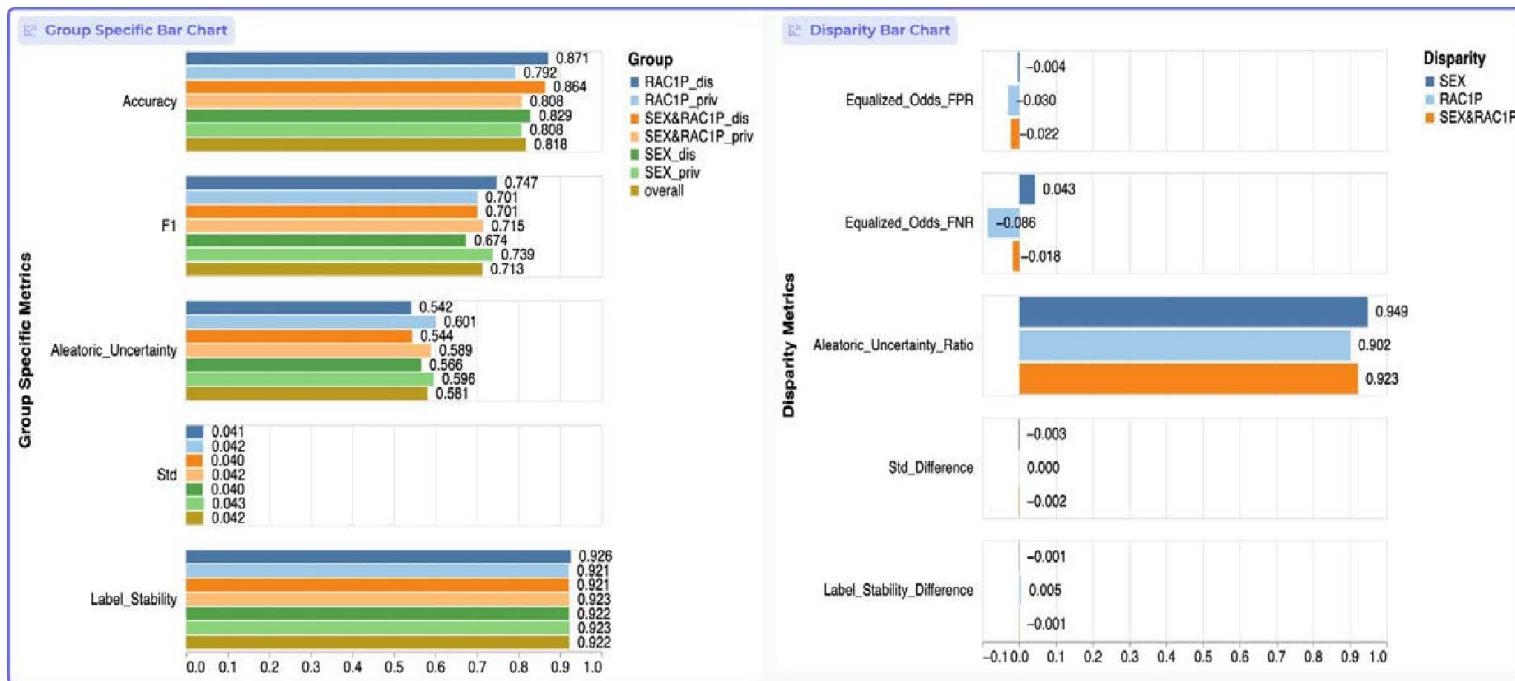 Group Specific Bar Chart
Group Specific Metrics
Accuracy
0.871
0.792
0.864
0.808
0.829
0.808
0.818
F1
0.747
0.701
0.701
0.715
0.674
0.739
0.713
Aleatoric_Uncertainty
0.542
0.601
0.544
0.589
0.566
0.596
0.581
Std
0.041
0.042
0.040
0.042
0.040
0.043
0.042
Label_Stability
0.926
0.921
0.921
0.923
0.922
0.923
0.922
0.0 0.1 0.2 0.3 0.4 0.5 0.6 0.7 0.8 0.9 1.0
Group
RAC1P_dis
RAC1P_priv
SEX&RAC1P_dis
SEX&RAC1P_priv
SEX_dis
SEX_priv
overall
Disparity Bar Chart
Disparity Metrics
Equalized_Odds_FPR
−0.004
−0.030
−0.022
Equalized_Odds_FNR
0.043
−0.086
−0.018
Aleatoric_Uncertainty_Ratio
0.949
0.902
0.923
Std_Difference
−0.003
0.000
−0.002
Label_Stability_Difference
−0.001
0.005
−0.001
−0.10 0.0 0.1 0.2 0.3 0.4 0.5 0.6 0.7 0.8 0.9 1.0
Disparity
SEX
RAC1P
SEX&RAC1P